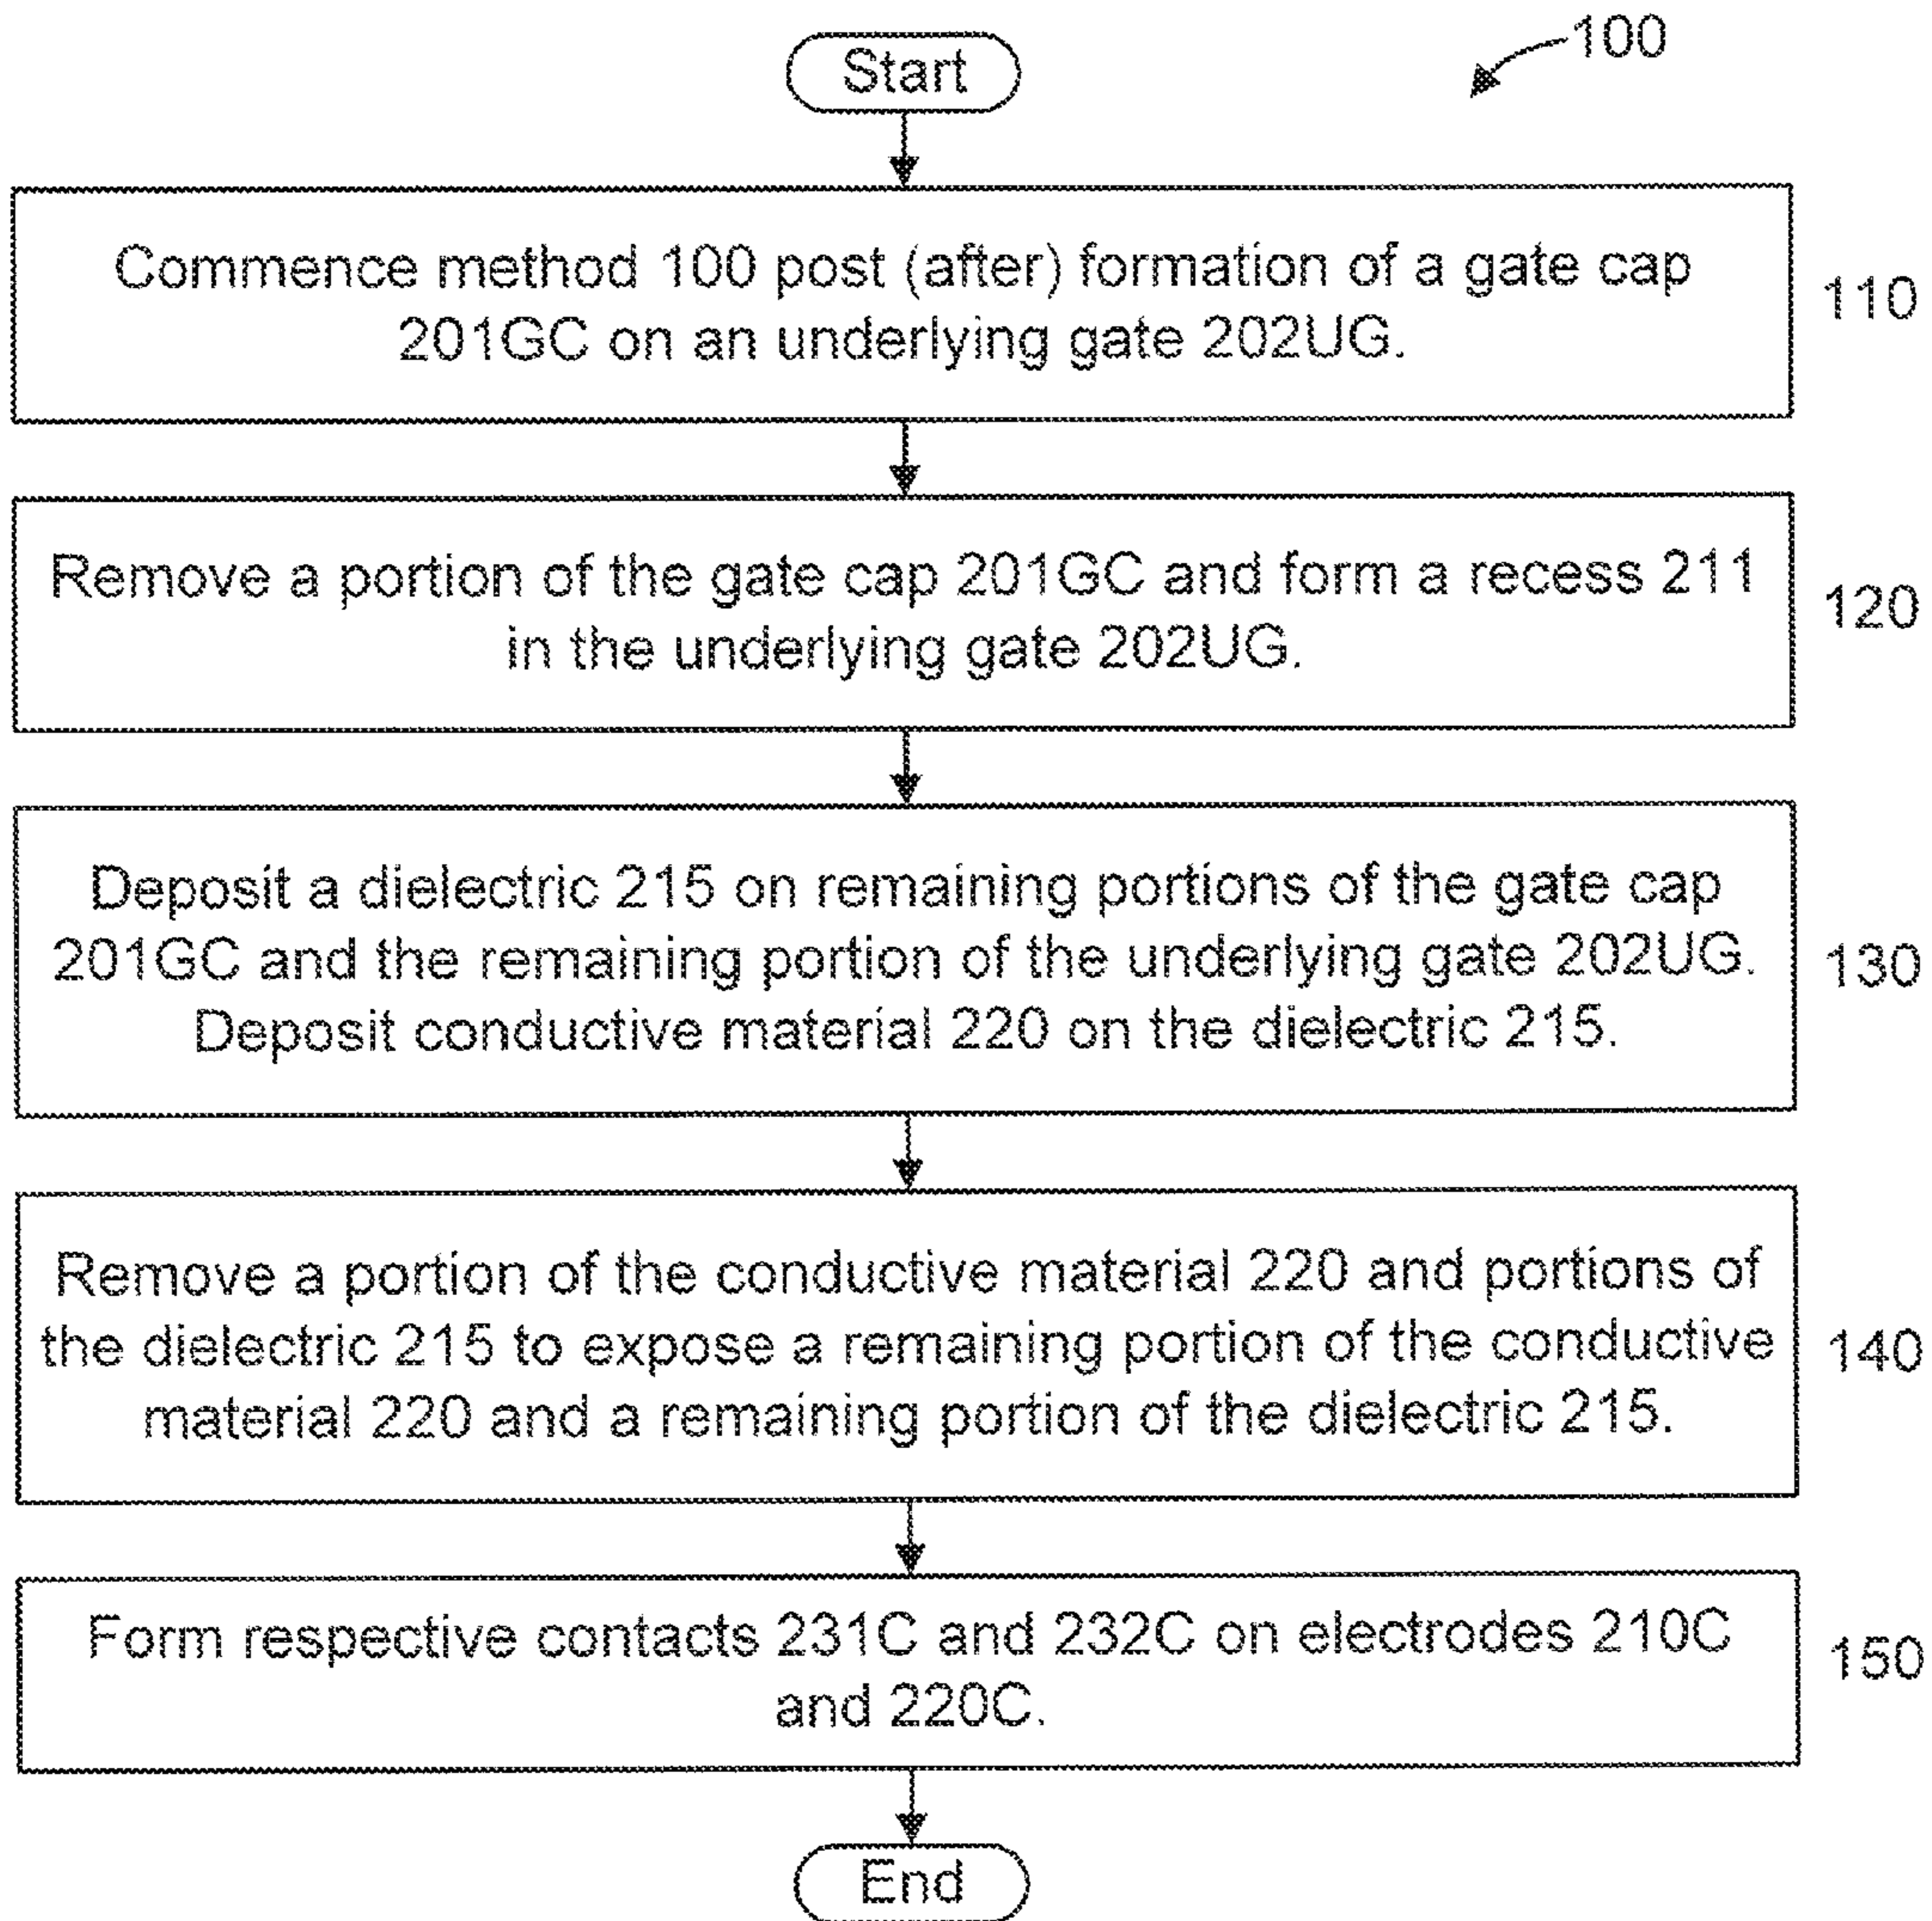 100
Start
Commence method 100 post (after) formation of a gate cap
201GC on an underlying gate 202UG.
110
Remove a portion of the gate cap 201GC and form a recess 211
in the underlying gate 202UG.
120
Deposit a dielectric 215 on remaining portions of the gate cap
201GC and the remaining portion of the underlying gate 202UG.
Deposit conductive material 220 on the dielectric 215.
130
Remove a portion of the conductive material 220 and portions of
the dielectric 215 to expose a remaining portion of the conductive
material 220 and a remaining portion of the dielectric 215.
140
Form respective contacts 231C and 232C on electrodes 210C
and 220C.
150
End